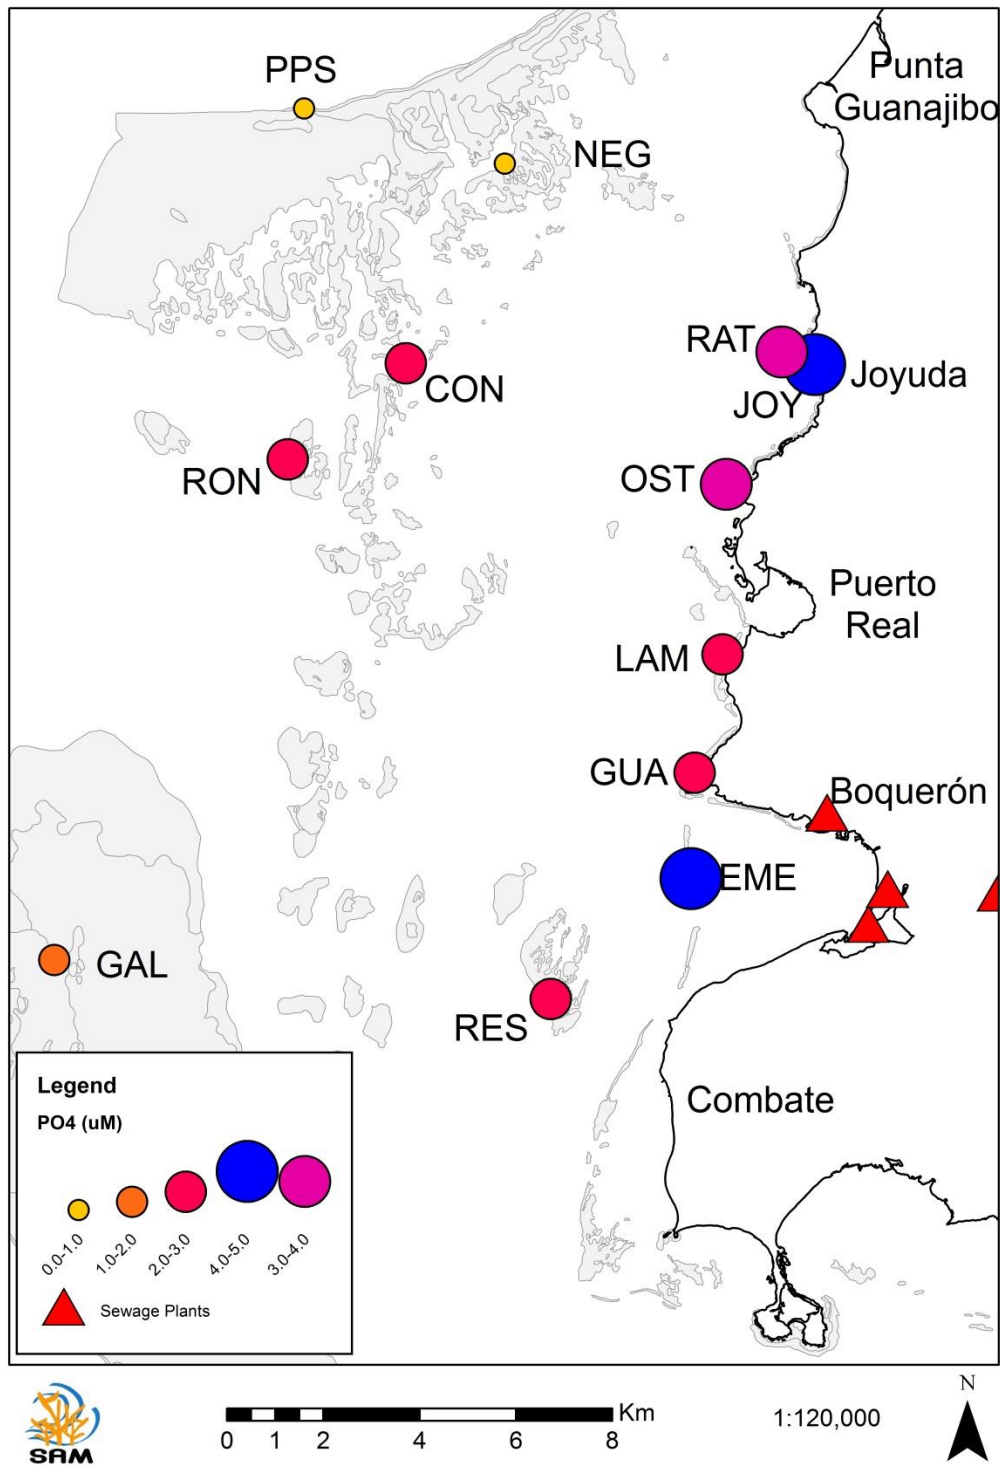 PPS
Punta
Guanajibo
NEG
RAT
Joyuda
CON
JOY
RON
OST
Puerto
Real
LAM
GUA
Boquerón
EME
GAL
RES
Combate
Legend
PO4 (uM)
0.0-1.0
1.0-2.0
2.0-3.0
4.0-5.0
3.0-4.0
Sewage Plants
SAM
Km
0 1 2 4 6 8
1:120,000
N